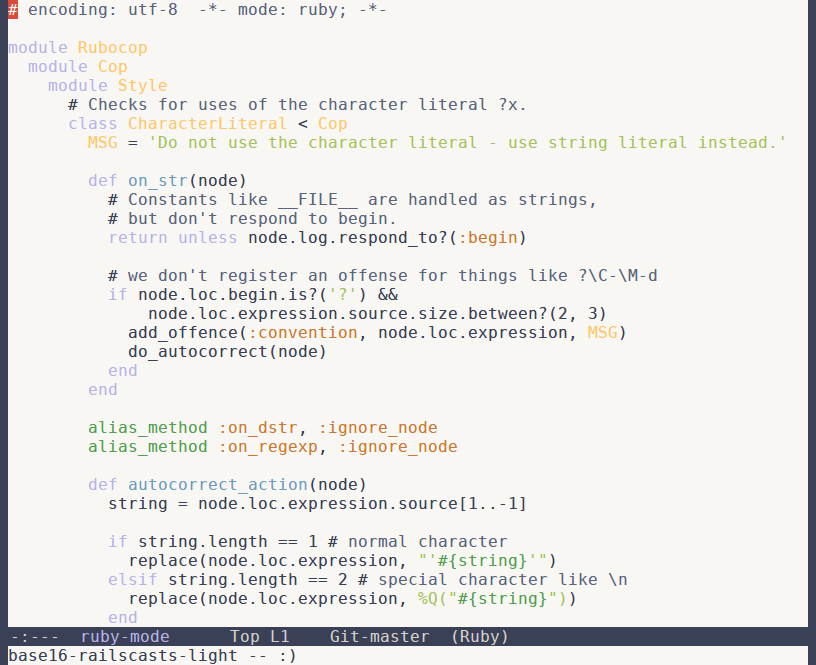 # encoding: utf-8  -*- mode: ruby; -*-

module Rubocop
  module Cop
    module Style
      # Checks for uses of the character literal ?x.
      class CharacterLiteral < Cop
        MSG = 'Do not use the character literal - use string literal instead.'

        def on_str(node)
          # Constants like __FILE__ are handled as strings,
          # but don't respond to begin.
          return unless node.log.respond_to?(:begin)

          # we don't register an offense for things like ?\C-\M-d
          if node.loc.begin.is?('?') &&
              node.loc.expression.source.size.between?(2, 3)
            add_offence(:convention, node.loc.expression, MSG)
            do_autocorrect(node)
          end
        end

        alias_method :on_dstr, :ignore_node
        alias_method :on_regexp, :ignore_node

        def autocorrect_action(node)
          string = node.loc.expression.source[1..-1]

          if string.length == 1 # normal character
            replace(node.loc.expression, "'#{string}'")
          elsif string.length == 2 # special character like \n
            replace(node.loc.expression, %Q("#{string}"))
          end
-:---  ruby-mode      Top L1    Git-master  (Ruby)
base16-railscasts-light -- :)